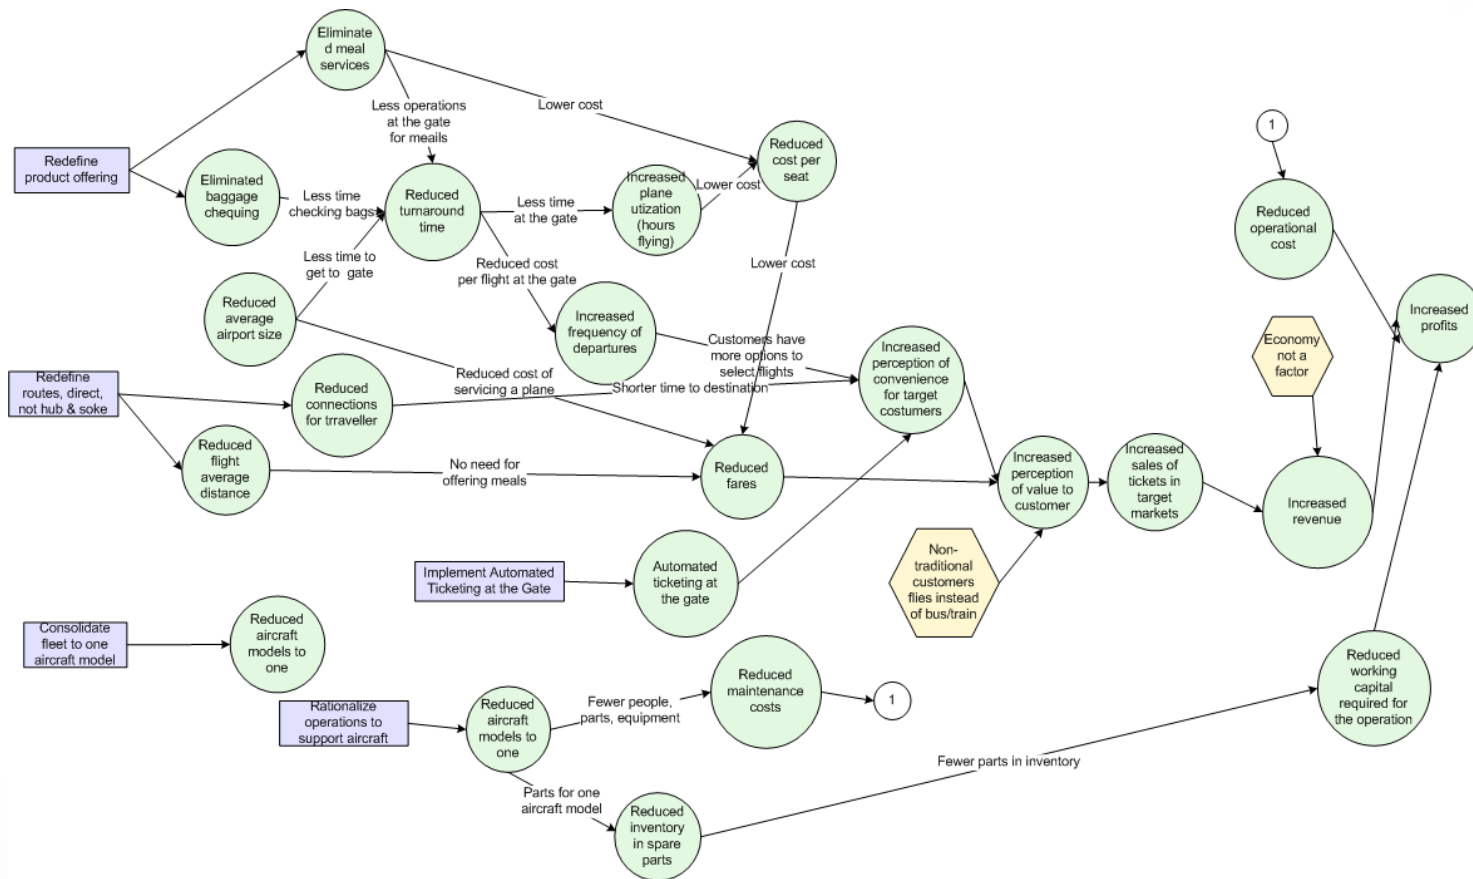 Eliminate
d meal
services
Lower cost
Less operations
at the gate
for meails
1
Redefine
product offering
Eliminated
baggage
chequing
Less time
checking bags
Reduced
turnaround
time
Less time
at the gate
Increased
plane
utization
(hours
flying)
Lower cost
Reduced
cost per
seat
Reduced
operational
cost
Less time to
get to gate
Reduced cost
per flight at the gate
Lower cost
Reduced
average
airport size
Increased
frequency of
departures
Customers have
more options to
select flights
Increased
perception of
convenience
for target
costumers
Economy
not a
factor
Increased
profits
Redefine
routes, direct,
not hub & soke
Reduced
connections
for trraveller
Reduced cost of
servicing a plane
Shorter time to destination
Reduced
flight
average
distance
No need for
offering meals
Reduced
fares
Increased
perception
of value to
customer
Increased
sales of
tickets in
target
markets
Increased
revenue
Implement Automated
Ticketing at the Gate
Automated
ticketing at
the gate
Non-
traditional
customers
flies instead
of bus/train
Consolidate
fleet to one
aircraft model
Reduced
aircraft
models to
one
Rationalize
operations to
support aircraft
Reduced
aircraft
models to
one
Fewer people,
parts, equipment
Reduced
maintenance
costs
1
Reduced
working
capital
required for
the operation
Parts for one
aircraft model
Reduced
inventory
in spare
parts
Fewer parts in inventory